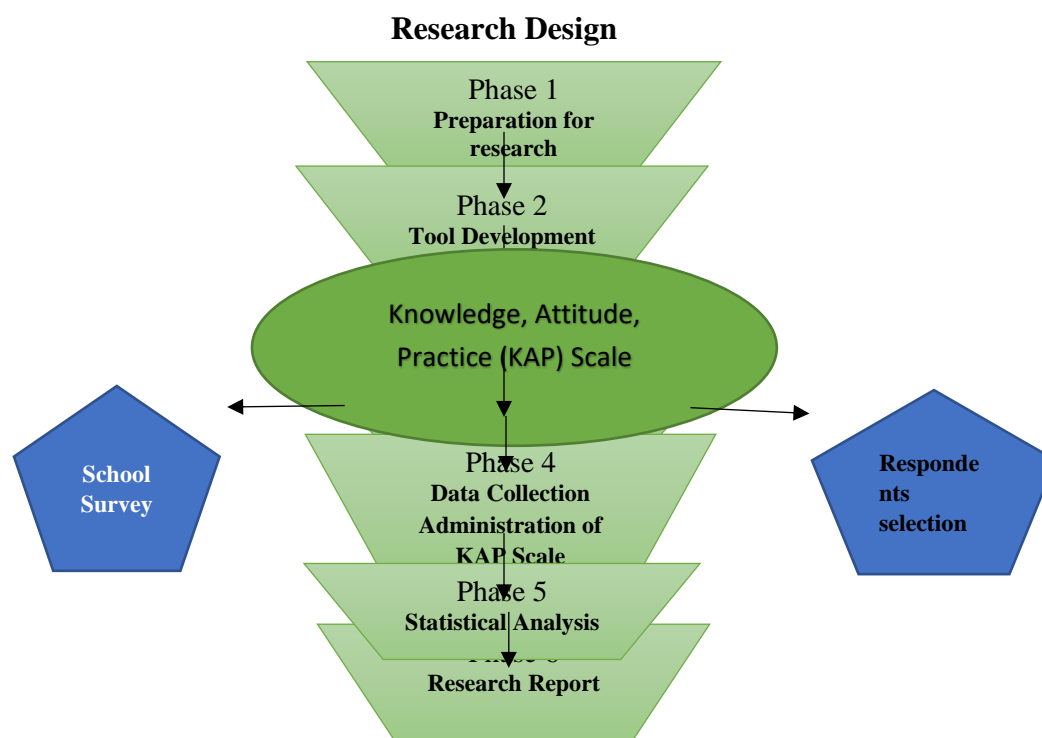 Research Design
Phase 1
Preparation for
research
Phase 2
Tool Development
Knowledge, Attitude,
Practice (KAP) Scale
School
Survey
Responde
nts
selection
Phase 4
Data Collection
Administration of
KAP Scale
Phase 5
Statistical Analysis
Research Report